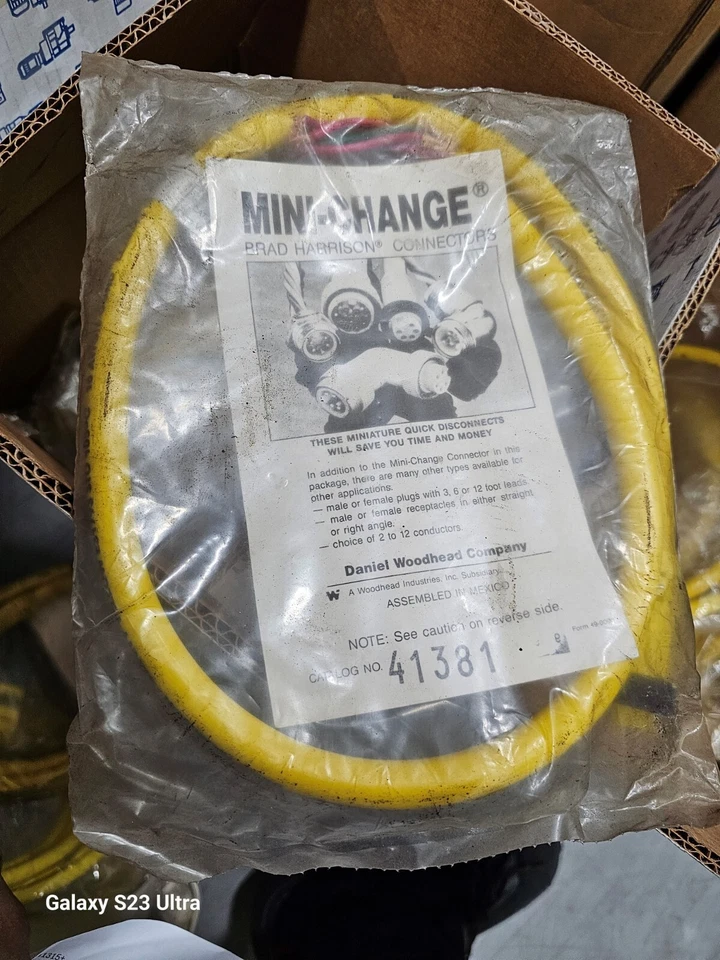 MINI-CHANGE®
BRAD HARRISON® CONNECTORS
THESE MINIATURE QUICK DISCONNECTS
WILL SAVE YOU TIME AND MONEY
In addition to the Mini-Change Connector in this
package, there are many other types available for
other applications.
— male or female plugs with 3, 6 or 12 foot leads
— male or female receptacles in either straight
or right angle.
— choice of 2 to 12 conductors.
Daniel Woodhead Company
A Woodhead Industries, Inc. Subsidiary
ASSEMBLED IN MEXICO
NOTE: See caution on reverse side.
Form
CATALOG NO. 41381
Galaxy S23 Ultra